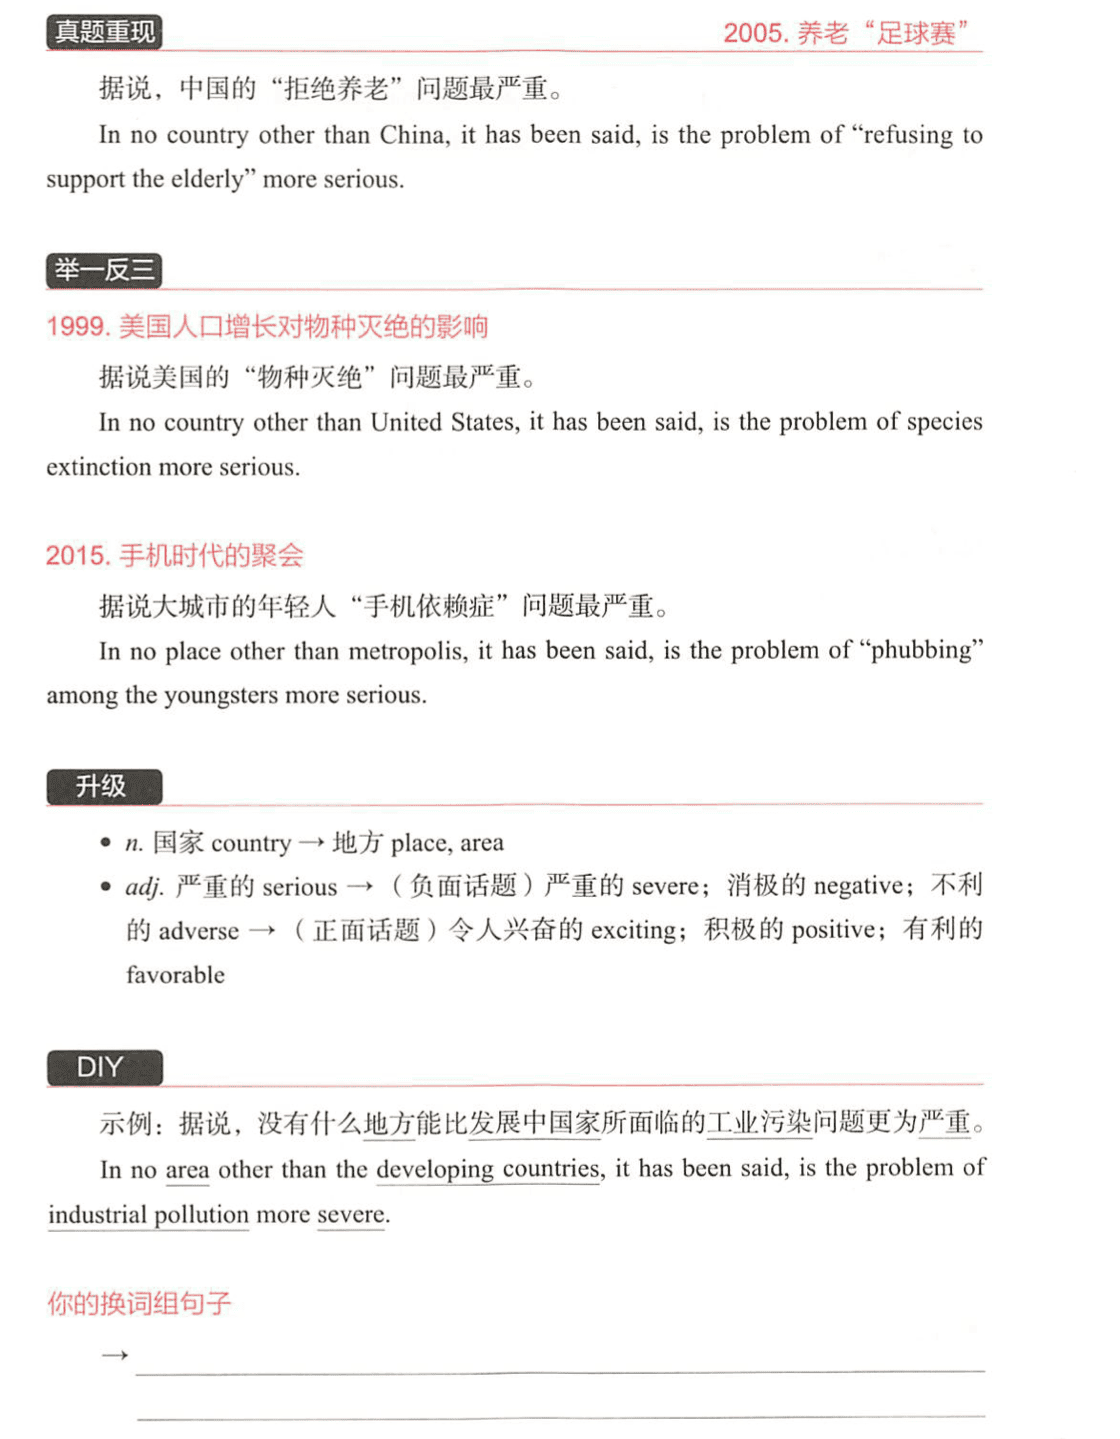 真题重现 2005. 养老“足球赛”
据说，中国的“拒绝养老”问题最严重。
In no country other than China, it has been said, is the problem of “refusing to
support the elderly” more serious.
举一反三
1999. 美国人口增长对物种灭绝的影响
据说美国的“物种灭绝”问题最严重。
In no country other than United States, it has been said, is the problem of species
extinction more serious.
2015. 手机时代的聚会
据说大城市的年轻人“手机依赖症”问题最严重。
In no place other than metropolis, it has been said, is the problem of “phubbing”
among the youngsters more serious.
升级
• n. 国家 country → 地方 place, area
• adj. 严重的 serious → （负面话题）严重的 severe；消极的 negative；不利
的 adverse → （正面话题）令人兴奋的 exciting；积极的 positive；有利的
favorable
DIY
示例：据说，没有什么地方能比发展中国家所面临的工业污染问题更为严重。
In no area other than the developing countries, it has been said, is the problem of
industrial pollution more severe.
你的换词组句子
→